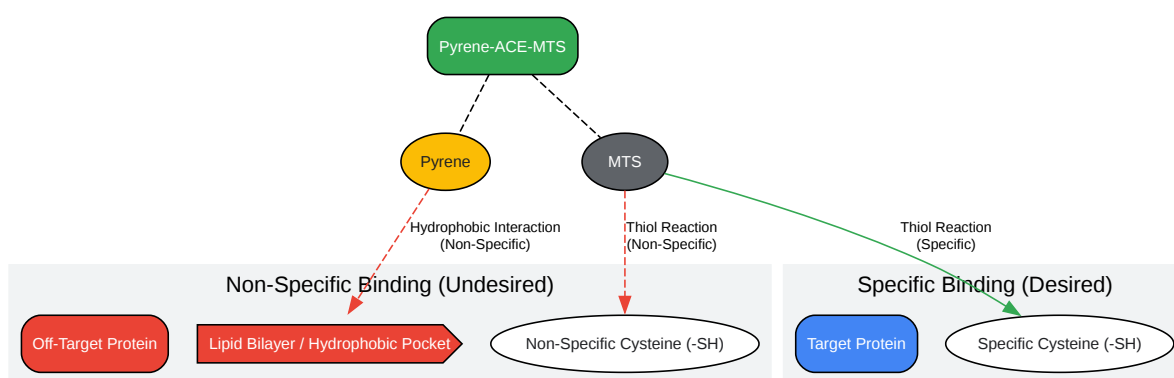 Pyrene-ACE-MTS
Pyrene
MTS
Hydrophobic Interaction
(Non-Specific)
Thiol Reaction
(Non-Specific)
Thiol Reaction
(Specific)
Non-Specific Binding (Undesired)
Specific Binding (Desired)
Off-Target Protein
Lipid Bilayer / Hydrophobic Pocket
Non-Specific Cysteine (-SH)
Target Protein
Specific Cysteine (-SH)